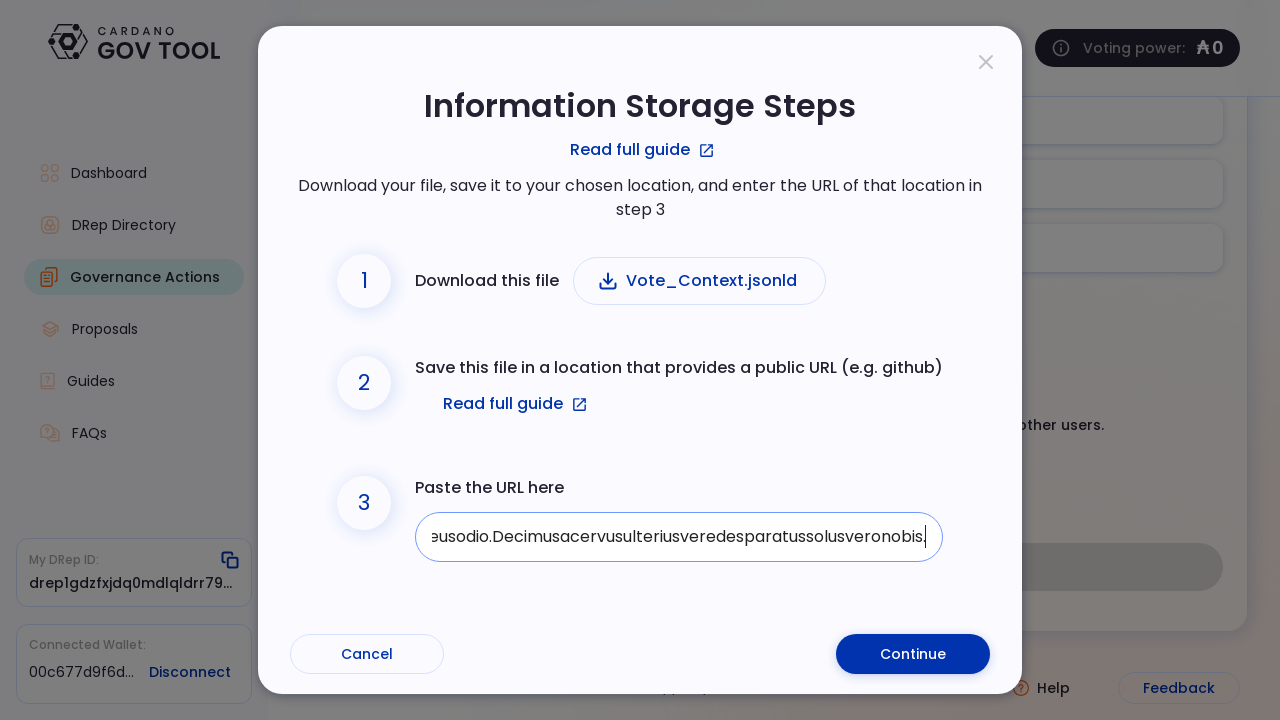 CARDANO
GOV TOOL
Voting power: ₳0
Dashboard
DRep Directory
Governance Actions
Proposals
Guides
FAQs
My DRep ID:
drep1gdzfxjdq0mdlqldrr79...
Connected Wallet:
00c677d9f6d... Disconnect
Information Storage Steps
Read full guide
Download your file, save it to your chosen location, and enter the URL of that location in
step 3
1 Download this file Vote_Context.jsonld
2 Save this file in a location that provides a public URL (e.g. github)
Read full guide
3 Paste the URL here
eusodio.Decimusacervusulteriusveredesparatussolusveronobis.
Cancel Continue
other users.
Help Feedback